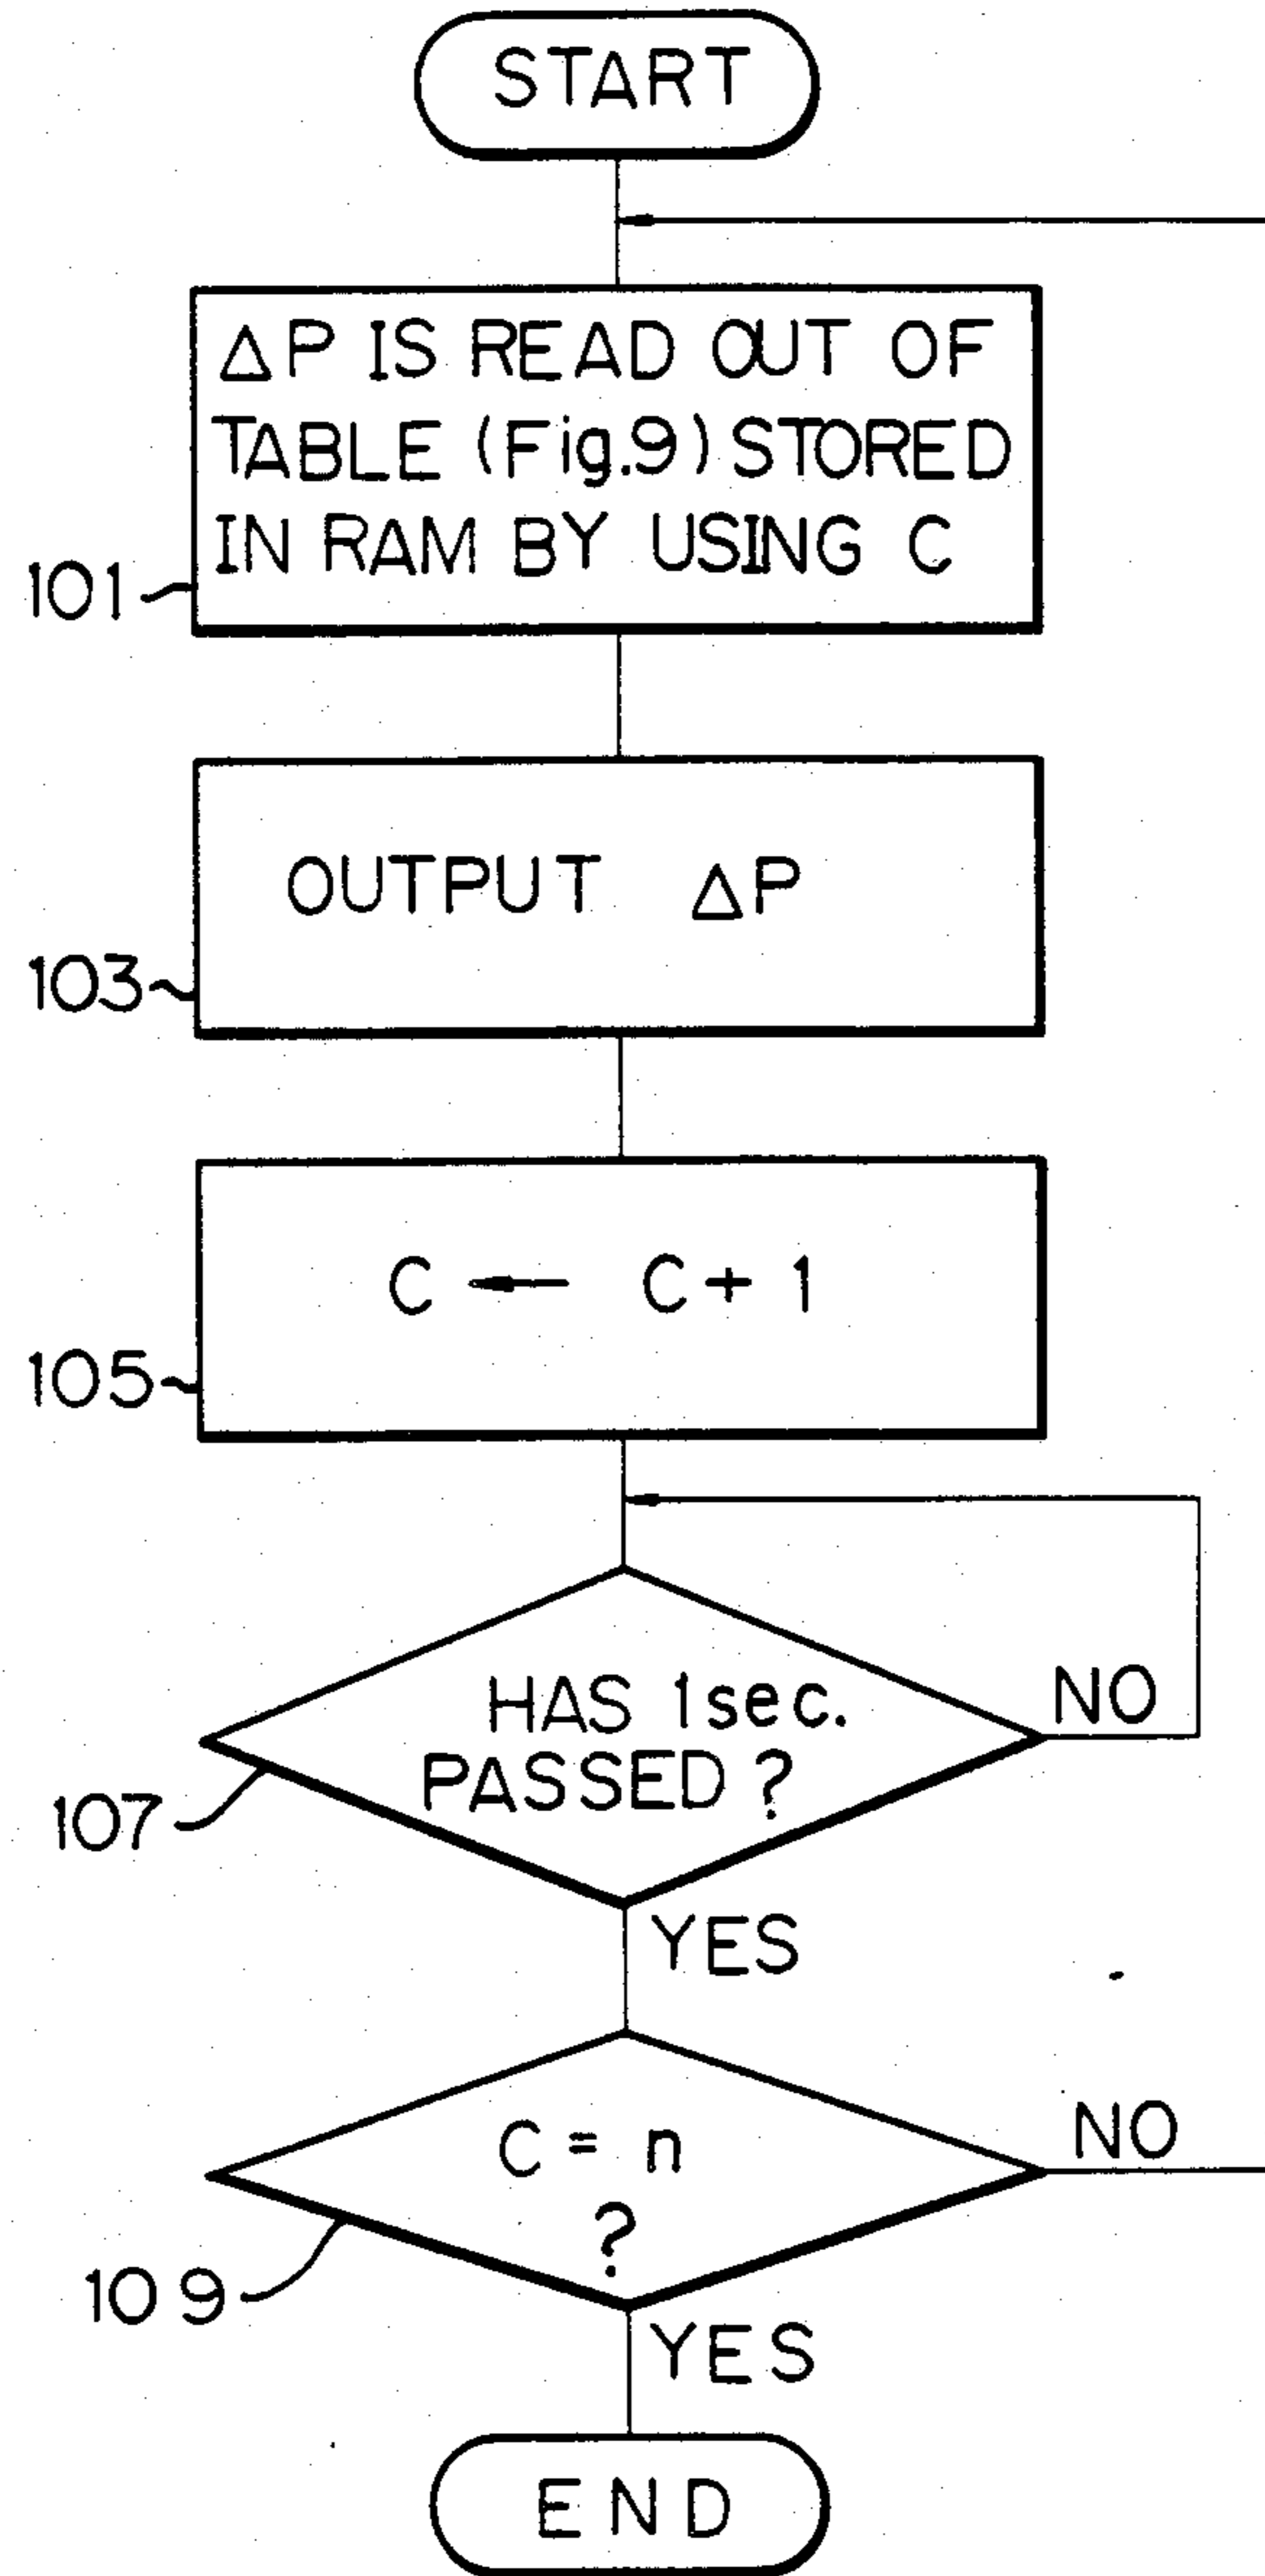 START
ΔP IS READ OUT OF
TABLE (Fig.9) STORED
IN RAM BY USING C
101
OUTPUT ΔP
103
C ← C + 1
105
HAS 1sec.
PASSED ?
NO
107
YES
C = n
?
NO
109
YES
END